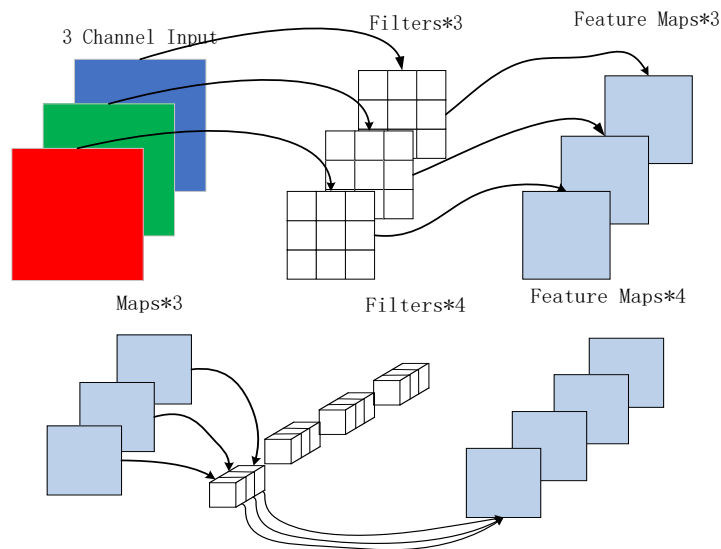 3 Channel Input
Filters*3
Feature Maps*3
Maps*3
Filters*4
Feature Maps*4